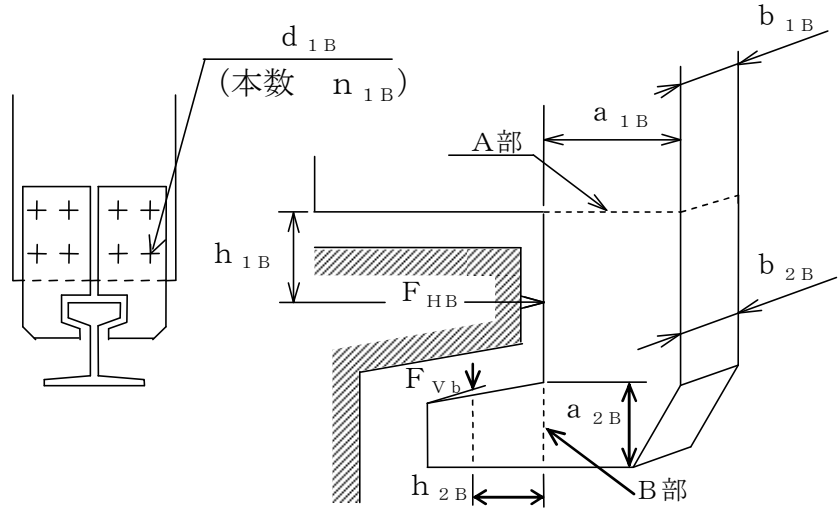 d 1B
(本数 n 1B)
b 1B
a 1B
A部
h 1B
b 2B
F HB
F Vb
a 2B
h 2B
B部